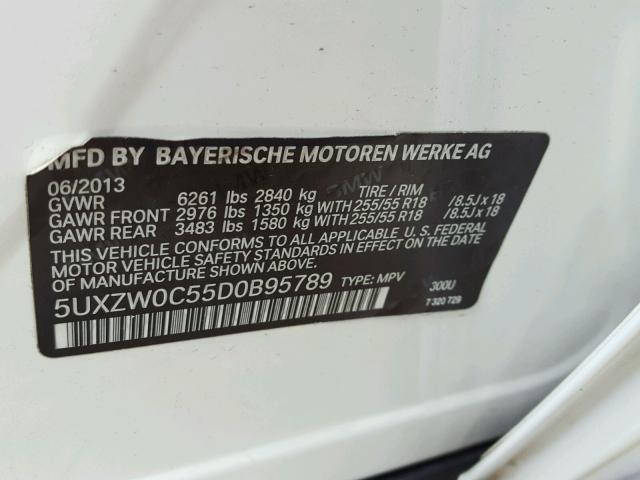 MFD BY BAYERISCHE MOTOREN WERKE AG
06/2013
GVWR 6261 lbs 2840 kg TIRE / RIM
GAWR FRONT 2976 lbs 1350 kg WITH 255/55 R18 /8.5J x 18
GAWR REAR 3483 lbs 1580 kg WITH 255/55 R18 /8.5J x 18
THIS VEHICLE CONFORMS TO ALL APPLICABLE U.S. FEDERAL
MOTOR VEHICLE SAFETY STANDARDS IN EFFECT ON THE
DATE OF MANUFACTURE SHOWN ABOVE.
5UXZW0C55D0B95789 TYPE: MPV 300U
7 320 729